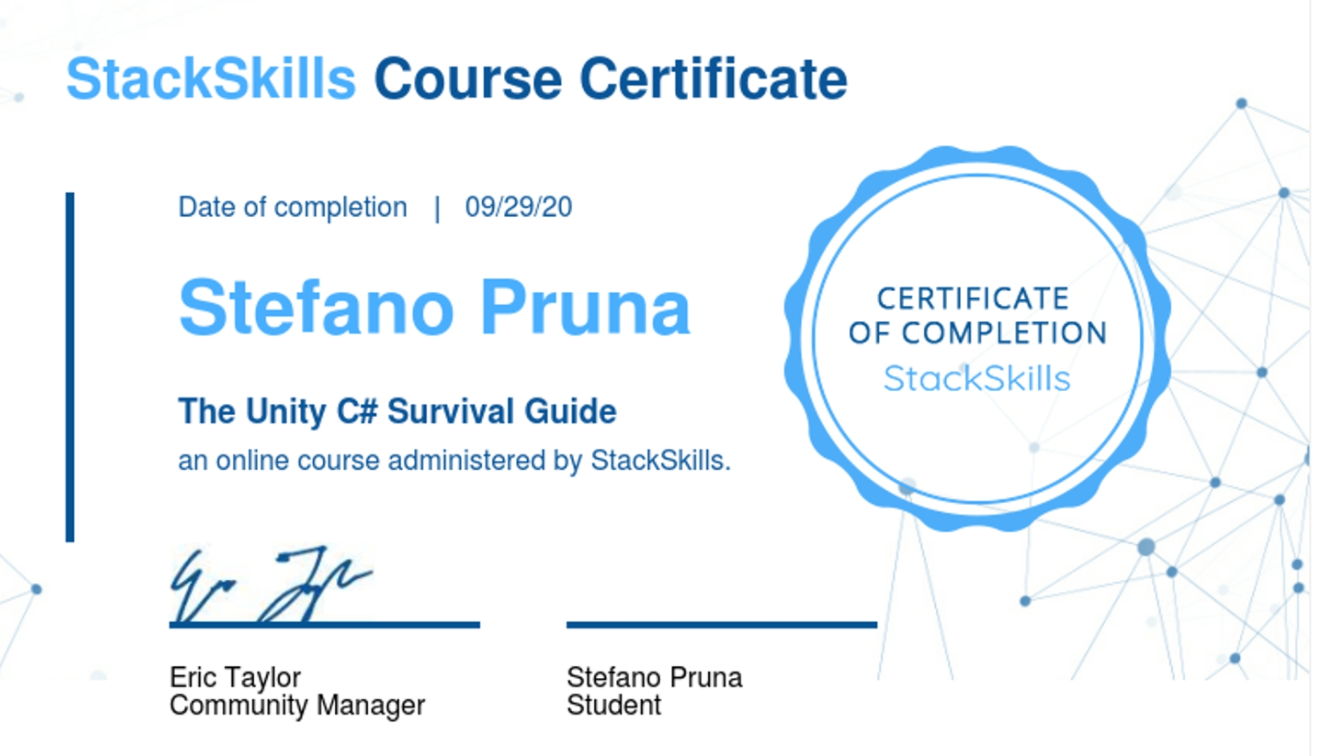 StackSkills Course Certificate
Date of completion | 09/29/20
Stefano Pruna
The Unity C# Survival Guide
an online course administered by StackSkills.
CERTIFICATE
OF COMPLETION
StackSkills
Eric Taylor
Community Manager
Stefano Pruna
Student